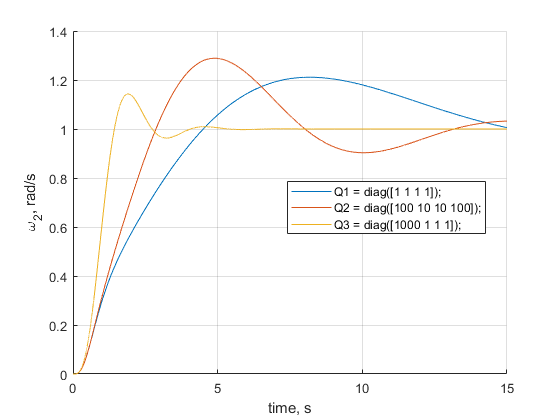 1.4
1.2
1
0.8
0.6
0.4
0.2
0
ω2, rad/s
Q1 = diag([1 1 1 1]);
Q2 = diag([100 10 10 100]);
Q3 = diag([1000 1 1 1]);
0 5 10 15
time, s